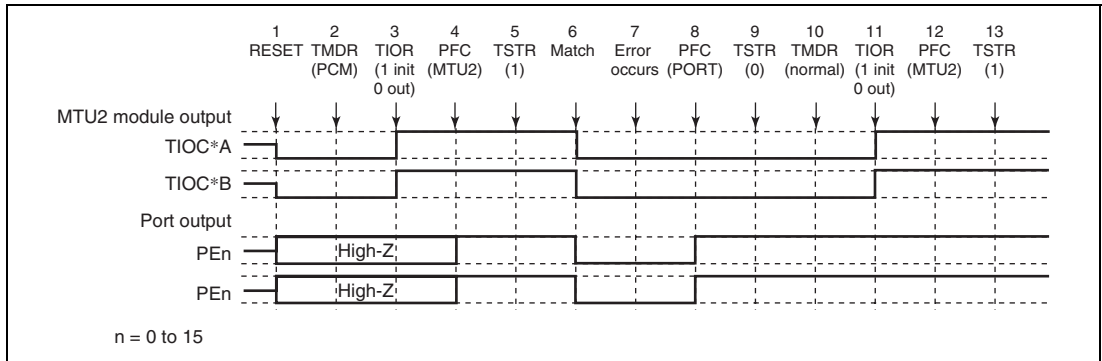 1 2 3 4 5 6 7 8 9 10 11 12 13
RESET TMDR TIOR PFC TSTR Match Error PFC TSTR TMDR TIOR PFC TSTR
(PCM) (1 init (MTU2) (1) occurs (PORT) (0) (normal) (1 init (MTU2) (1)
0 out) 0 out)
MTU2 module output
TIOC*A
TIOC*B
Port output
PEn High-Z
PEn High-Z
n = 0 to 15